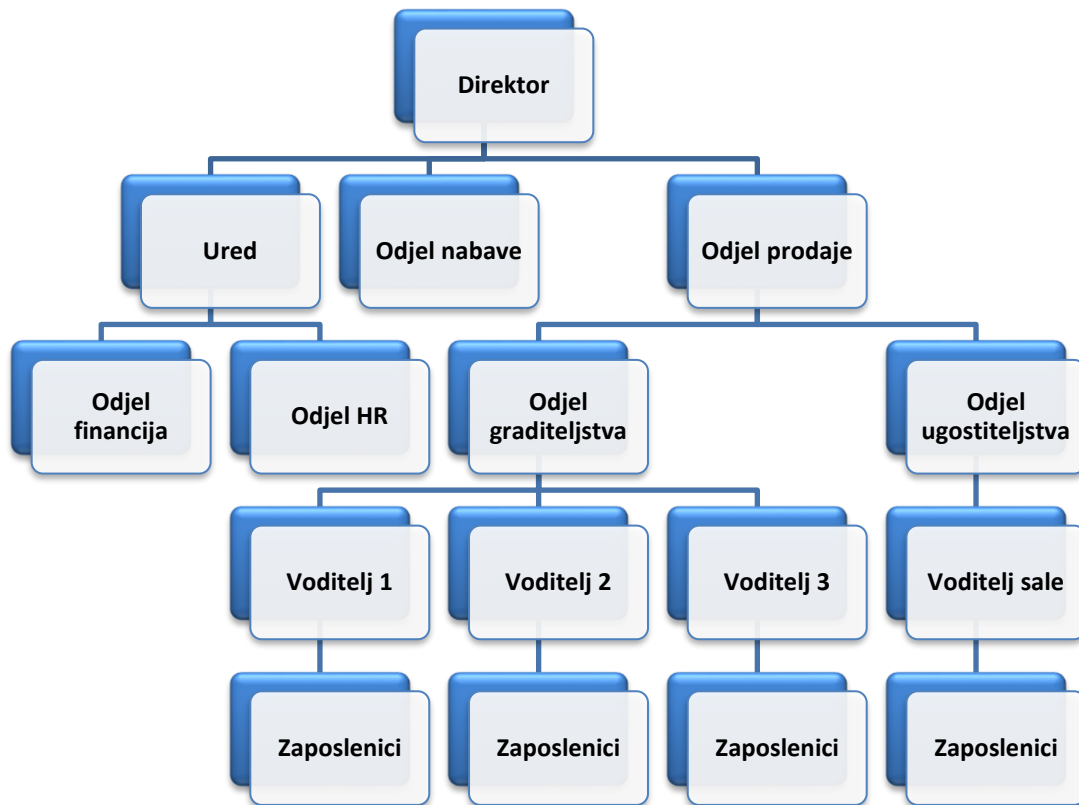 Direktor
Ured
Odjel nabave
Odjel prodaje
Odjel
financija
Odjel HR
Odjel
graditeljstva
Odjel
ugostiteljstva
Voditelj 1
Voditelj 2
Voditelj 3
Voditelj sale
Zaposlenici
Zaposlenici
Zaposlenici
Zaposlenici